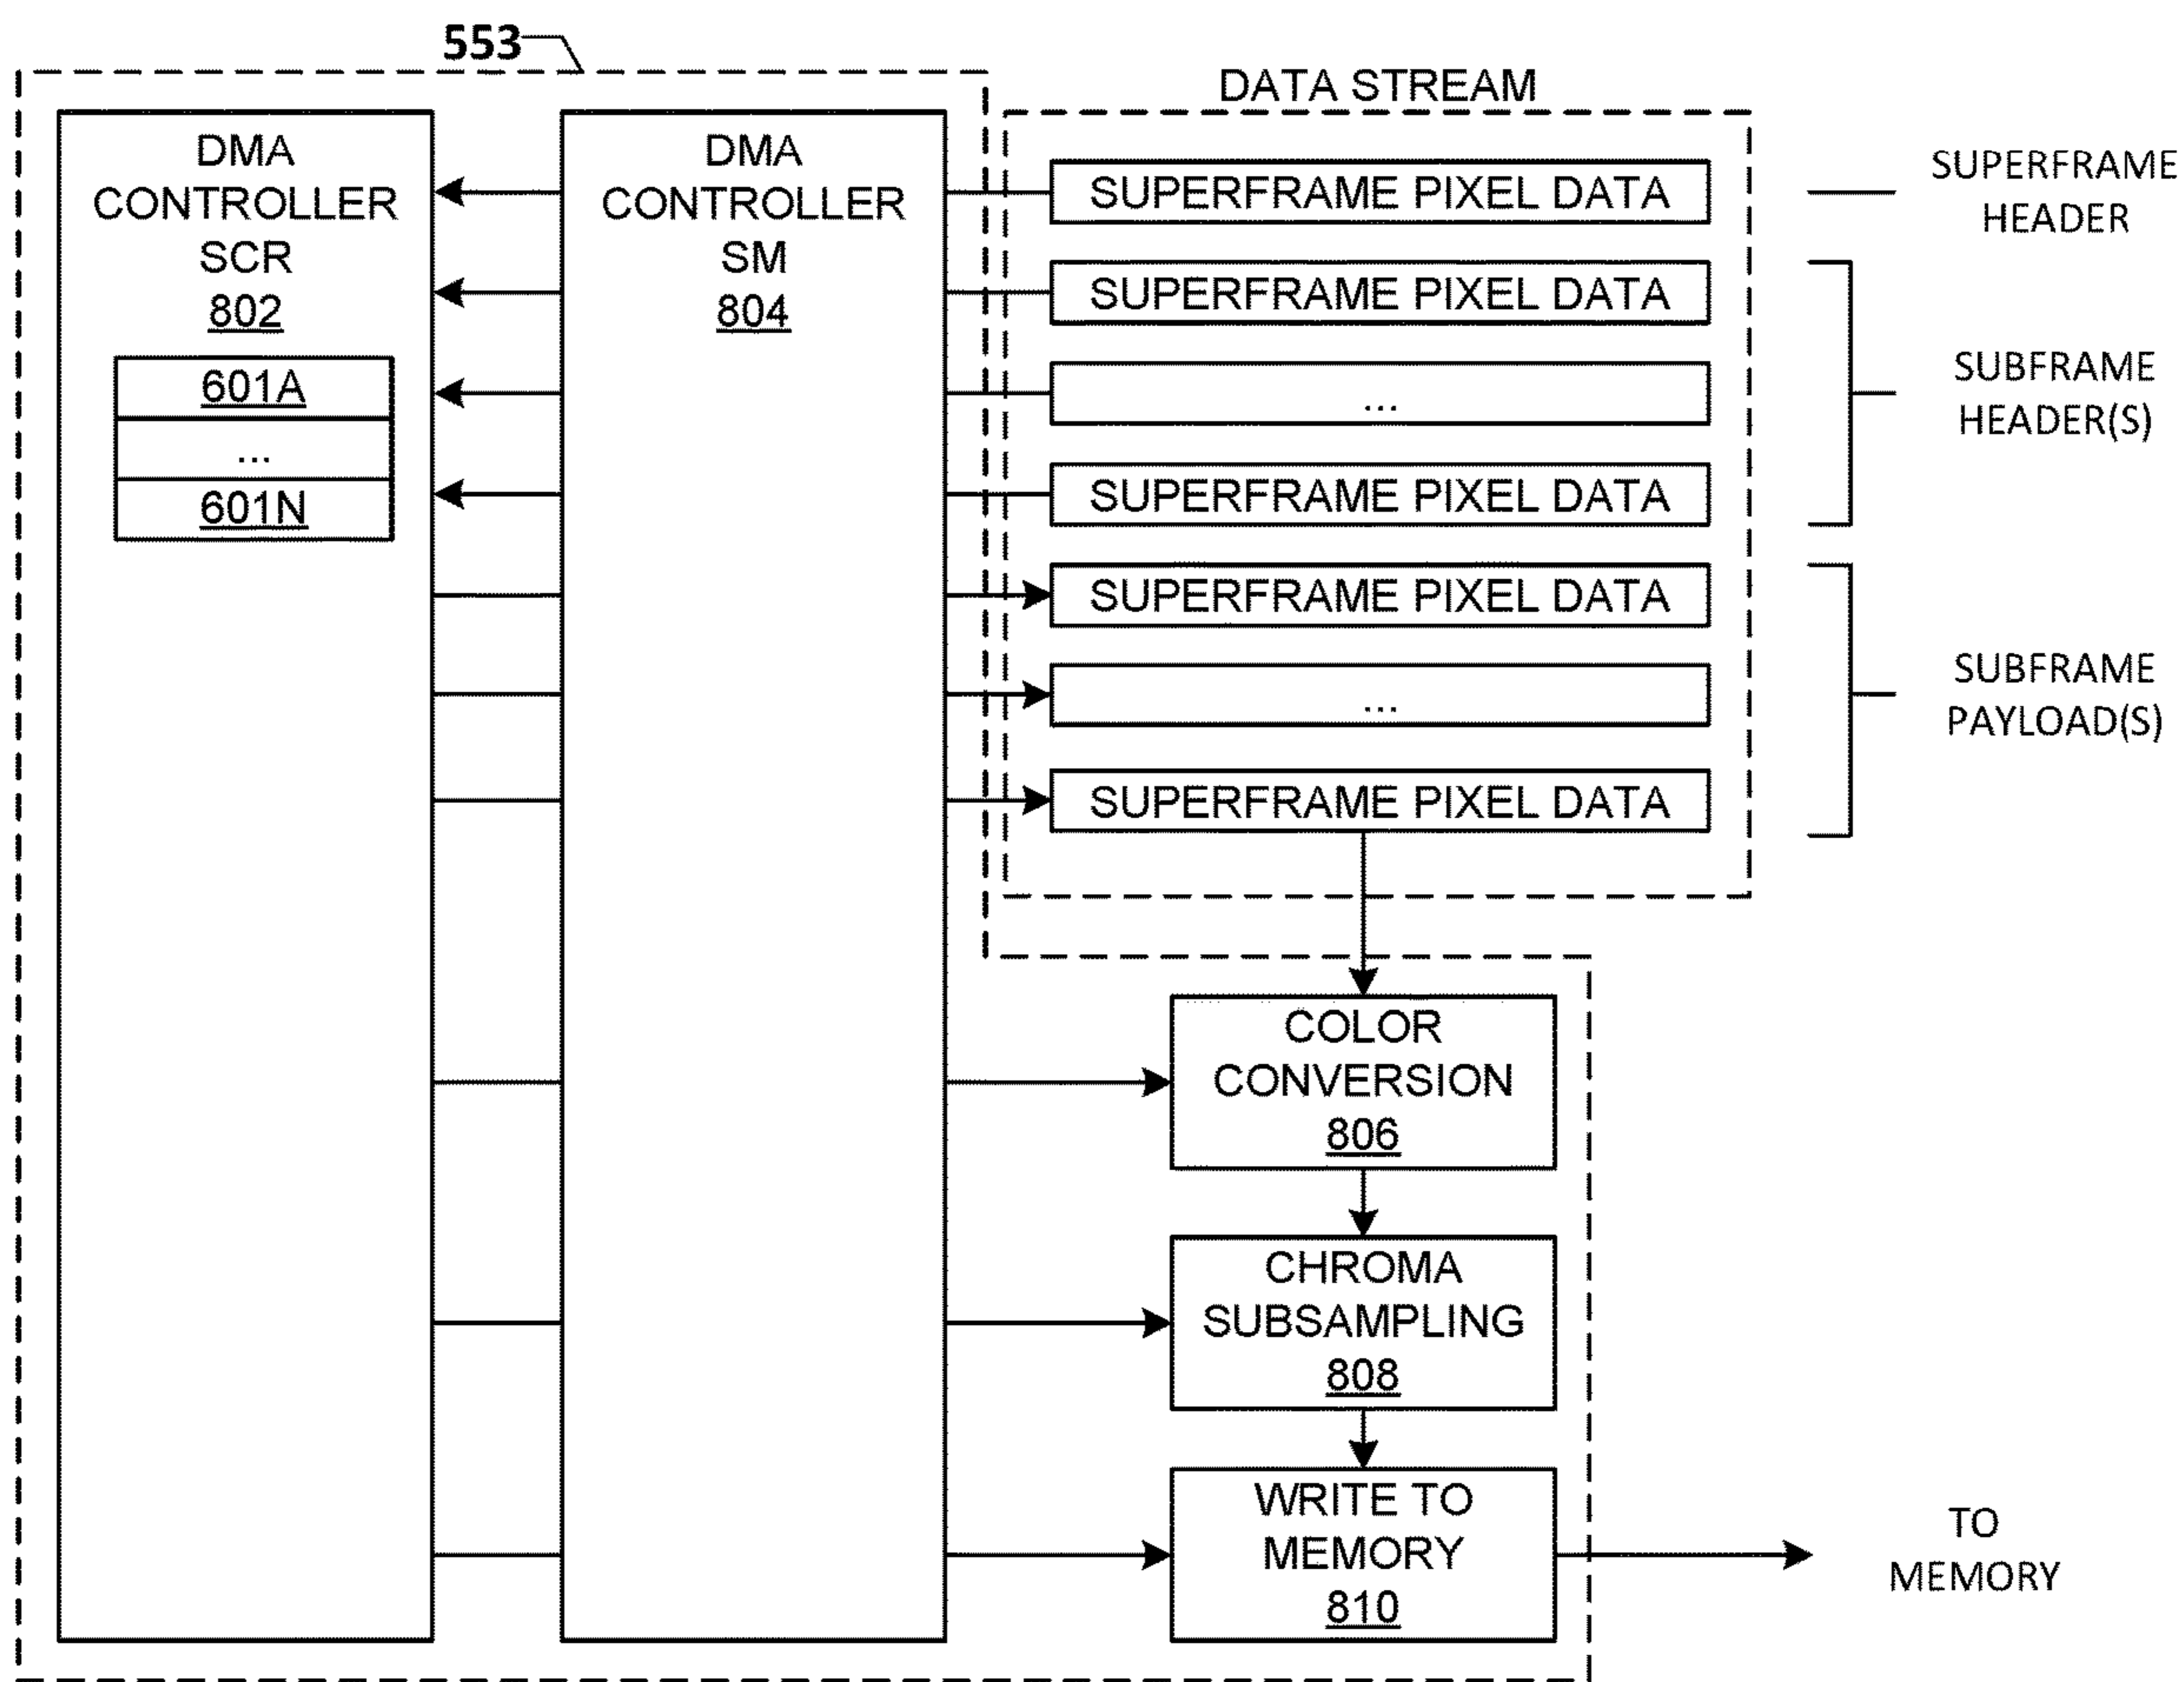 553
DATA STREAM
DMA
CONTROLLER
SCR
802
601A
...
601N
DMA
CONTROLLER
SM
804
SUPERFRAME PIXEL DATA
SUPERFRAME PIXEL DATA
...
SUPERFRAME PIXEL DATA
SUPERFRAME PIXEL DATA
...
SUPERFRAME PIXEL DATA
SUPERFRAME
HEADER
SUBFRAME
HEADER(S)
SUBFRAME
PAYLOAD(S)
COLOR
CONVERSION
806
CHROMA
SUBSAMPLING
808
WRITE TO
MEMORY
810
TO
MEMORY